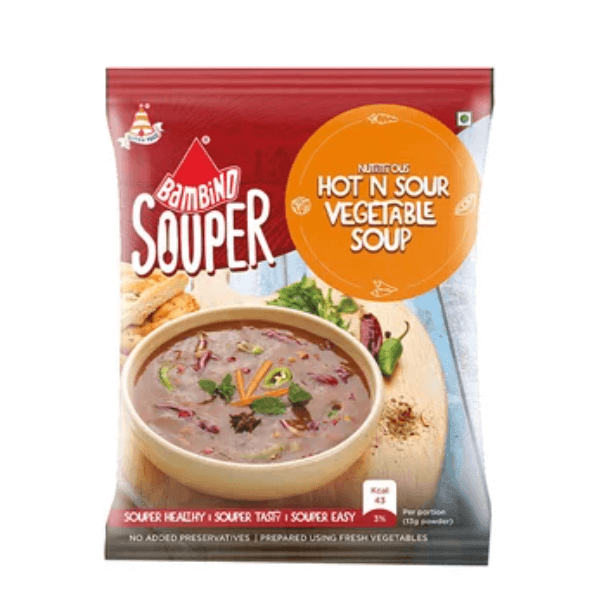 BAMBINO
SOUPER
NUTRITIOUS
HOT N SOUR
VEGETABLE
SOUP
Kcal
43
3%
Per portion
(13g powder)
SOUPER HEALTHY | SOUPER TASTY | SOUPER EASY
NO ADDED PRESERVATIVES | PREPARED USING FRESH VEGETABLES